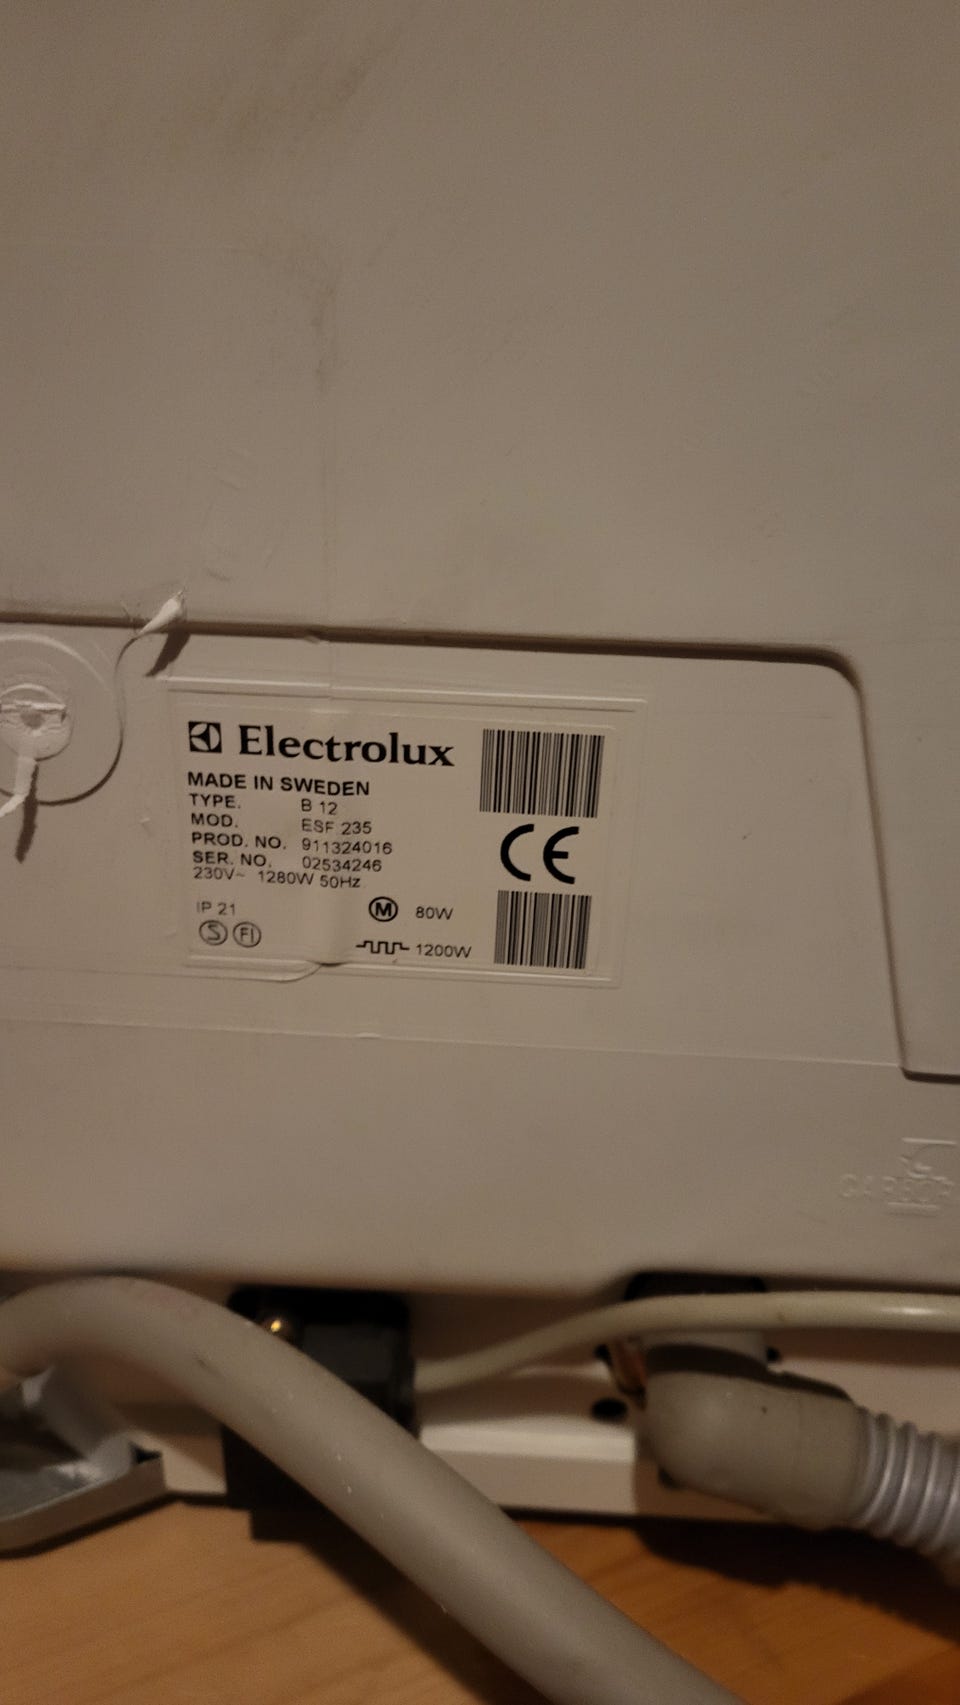 Electrolux
MADE IN SWEDEN
TYPE. B 12
MOD. ESF 235
PROD. NO. 911324016
SER. NO. 02534246
230V~ 1280W 50Hz
IP 21
M 80W
S FI
1200W
CE